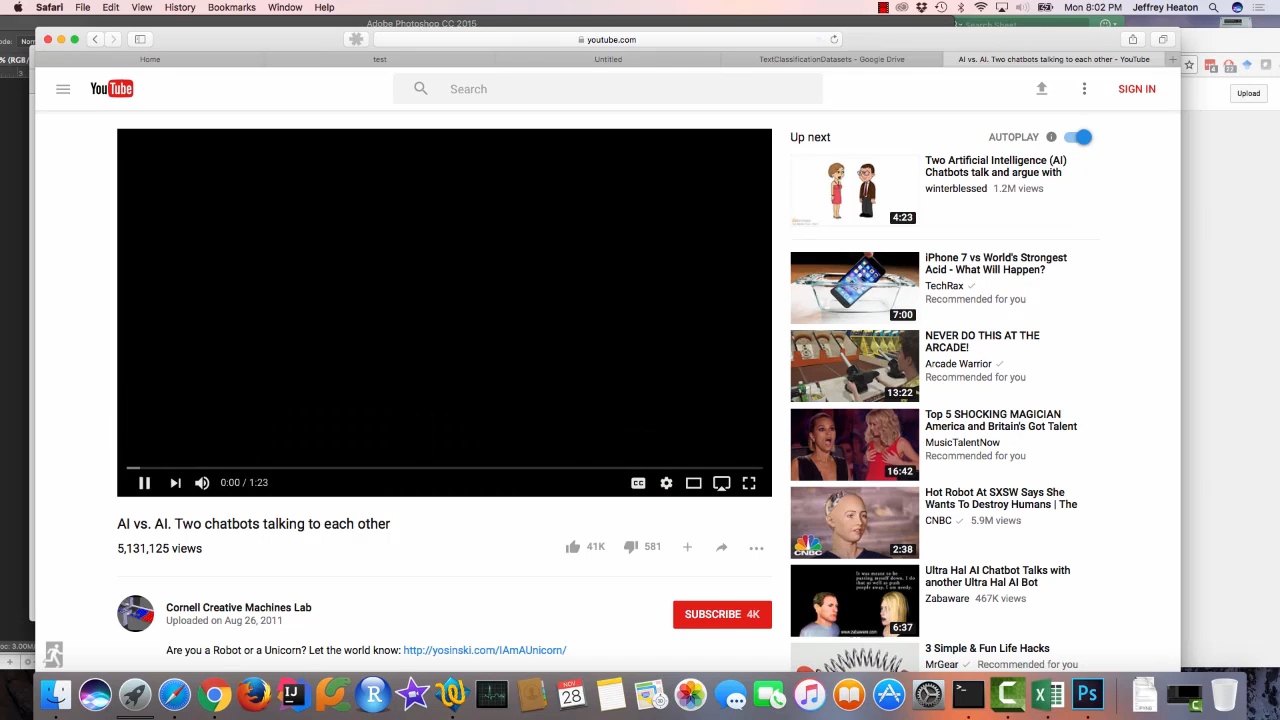 Safari File Edit View History Bookmarks Window Help Mon 8:02 PM Jeffrey Heaton
Adobe Photoshop CC 2015
Search Sheet
youtube.com
Home test Untitled TextClassificationDatasets - Google Drive AI vs. AI. Two chatbots talking to each other - YouTube
YouTube Search SIGN IN
Upload
Up next AUTOPLAY
Two Artificial Intelligence (AI)
Chatbots talk and argue with
winterblessed 1.2M views
4:23
iPhone 7 vs World's Strongest
Acid - What Will Happen?
TechRax
Recommended for you
7:00
NEVER DO THIS AT THE
ARCADE!
Arcade Warrior
Recommended for you
13:22
Top 5 SHOCKING MAGICIAN
America and Britain's Got Talent
MusicTalentNow
Recommended for you
16:42
Hot Robot At SXSW Says She
Wants To Destroy Humans | The
CNBC 5.9M views
CNBC
2:38
Ultra Hal AI Chatbot Talks with
another Ultra Hal AI Bot
Zabaware 467K views
6:37
3 Simple & Fun Life Hacks
MrGear Recommended for you
0:00 / 1:23
CC
AI vs. AI. Two chatbots talking to each other
5,131,125 views
41K 581
Cornell Creative Machines Lab
Uploaded on Aug 26, 2011
SUBSCRIBE 4K
Are you a Robot or a Unicorn? Let the world know: http://yosinski.com/IAmAUnicorn/
NOV
28
Ps